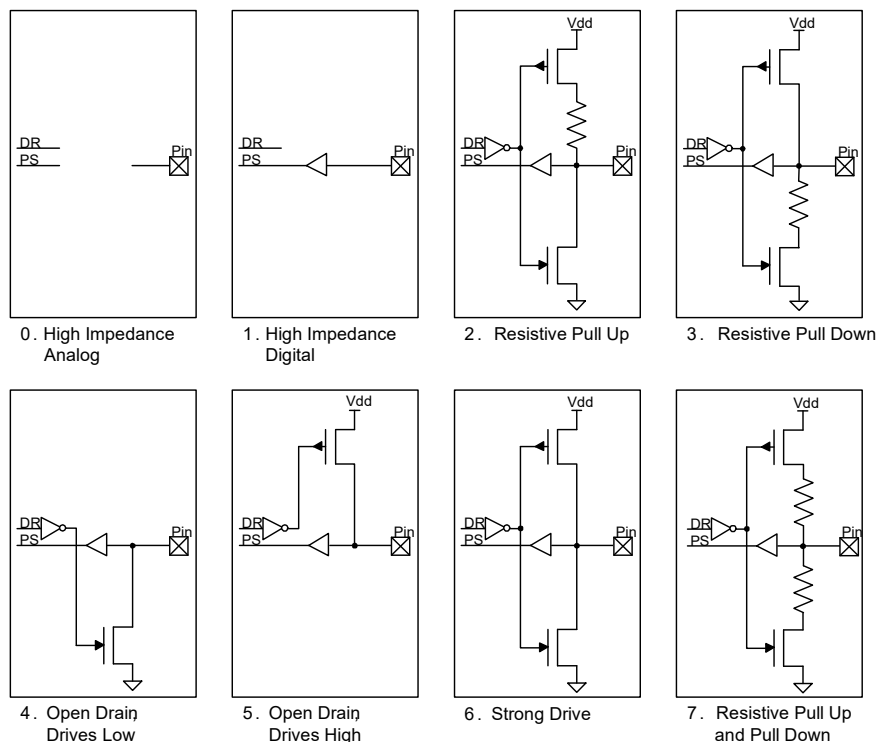 Vdd
Vdd
DR
PS
Pin
DR
PS
Pin
DR
PS
Pin
DR
PS
Pin
0. High Impedance
Analog
1. High Impedance
Digital
2. Resistive Pull Up
3. Resistive Pull Down
Vdd
Vdd
Vdd
DR
PS
Pin
DR
PS
Pin
DR
PS
Pin
DR
PS
Pin
4. Open Drain,
Drives Low
5. Open Drain,
Drives High
6. Strong Drive
7. Resistive Pull Up
and Pull Down